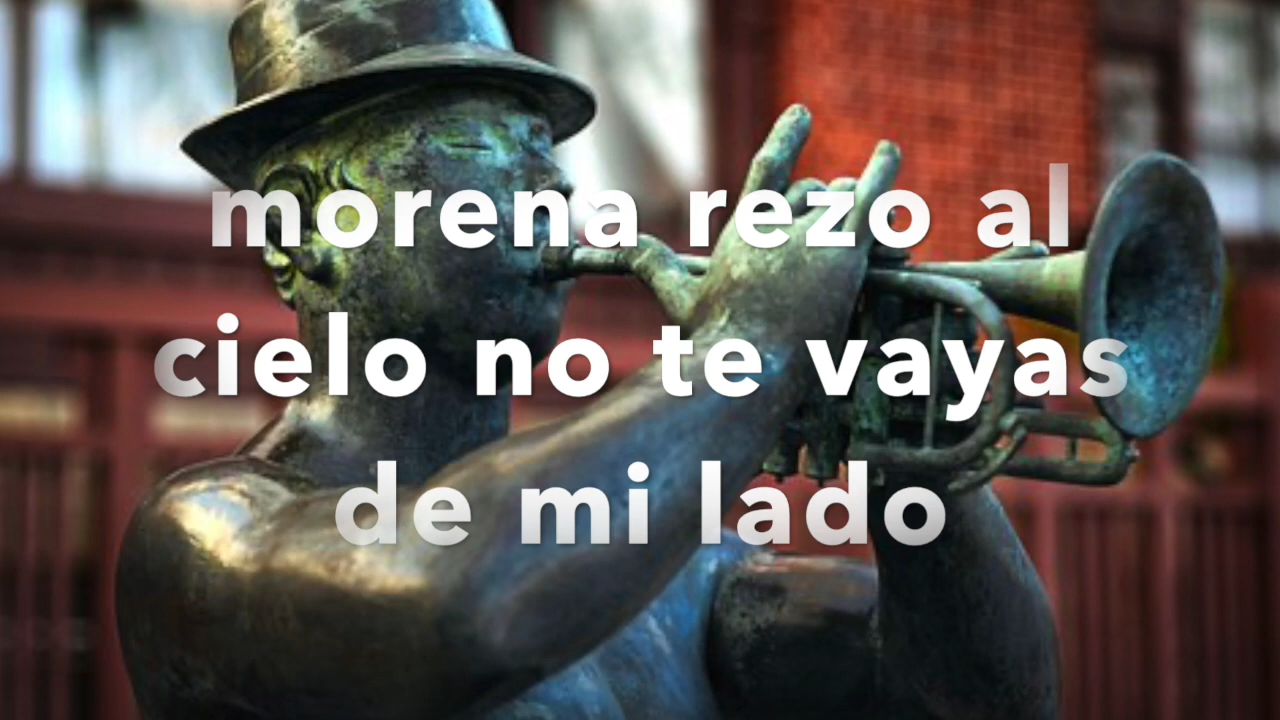 morena rezo al
cielo no te vayas
de mi lado